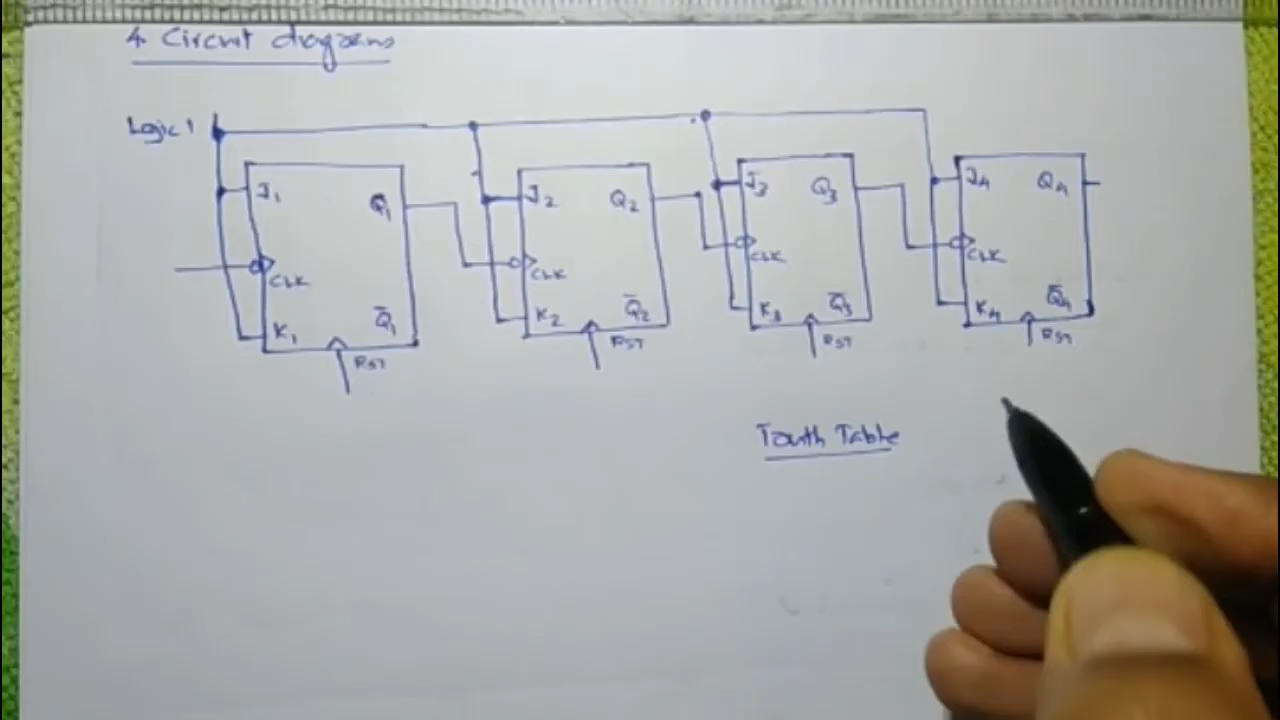 4. Circuit diagrams
Logic 1
J1 Q1 CLK K1 Q̅1 RST
J2 Q2 CLK K2 Q̅2 RST
J3 Q3 CLK K3 Q̅3 RST
J4 Q4 CLK K4 Q̅4 RST
Truth Table